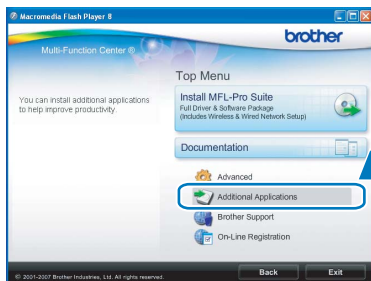 Macromedia Flash Player 8
brother
Multi-Function Center ®
Top Menu
You can install additional applications
to help improve productivity.
Install MFL-Pro Suite
Full Driver & Software Package
(Includes Wireless & Wired Network Setup)
Documentation
Advanced
Additional Applications
Brother Support
On-Line Registration
© 2001-2007 Brother Industries, Ltd. All rights reserved.
Back
Exit